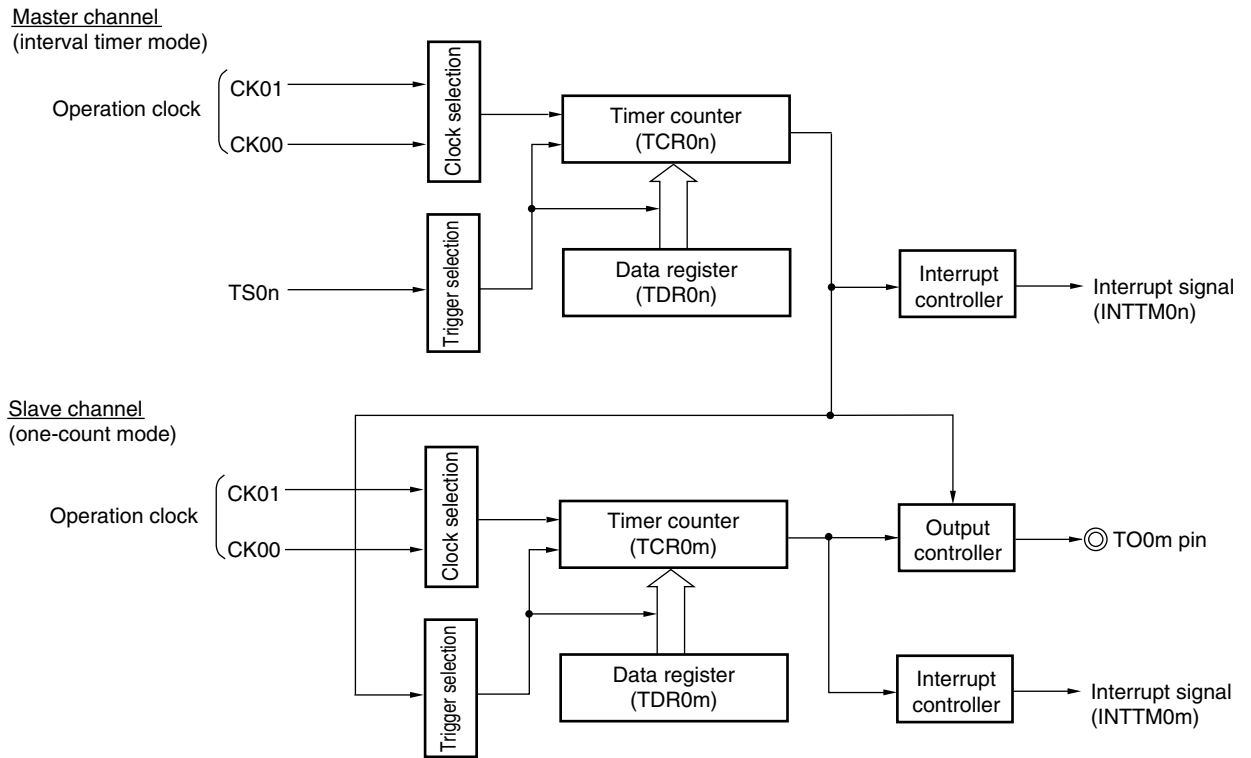 Master channel
(interval timer mode)
Operation clock
CK01
CK00
Clock selection
Timer counter
(TCR0n)
TS0n
Trigger selection
Data register
(TDR0n)
Interrupt
controller
Interrupt signal
(INTTM0n)
Slave channel
(one-count mode)
Operation clock
CK01
CK00
Clock selection
Timer counter
(TCR0m)
Output
controller
TO0m pin
Trigger selection
Data register
(TDR0m)
Interrupt
controller
Interrupt signal
(INTTM0m)